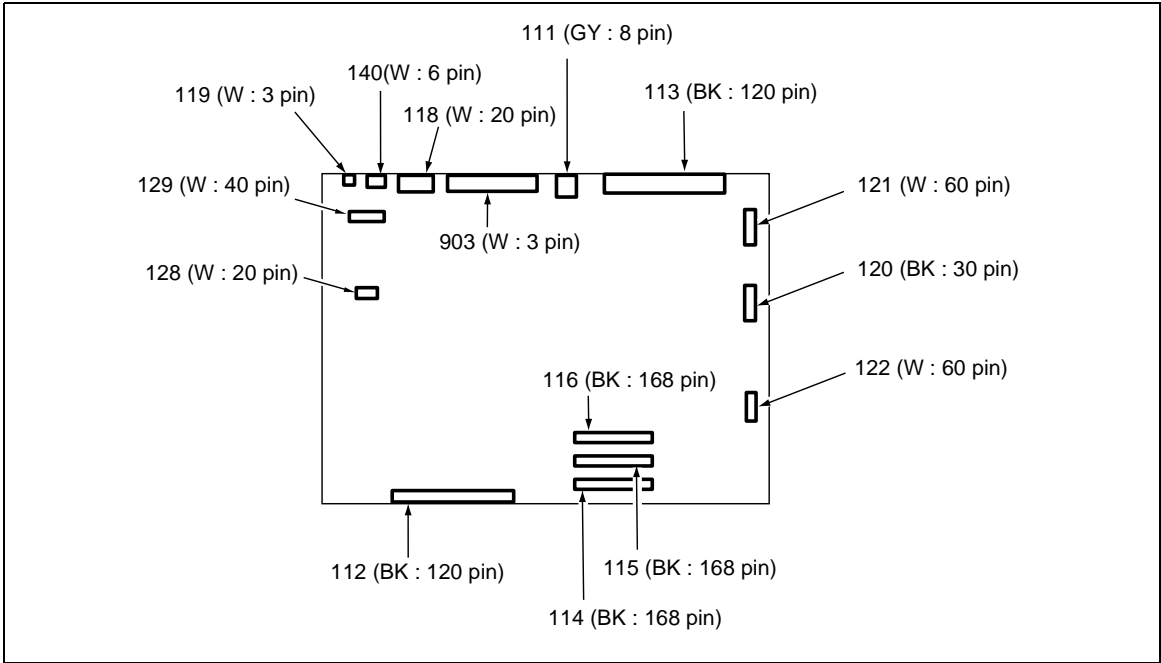 111 (GY : 8 pin)
140(W : 6 pin)
119 (W : 3 pin)
113 (BK : 120 pin)
118 (W : 20 pin)
129 (W : 40 pin)
121 (W : 60 pin)
903 (W : 3 pin)
128 (W : 20 pin)
120 (BK : 30 pin)
122 (W : 60 pin)
116 (BK : 168 pin)
112 (BK : 120 pin)
115 (BK : 168 pin)
114 (BK : 168 pin)